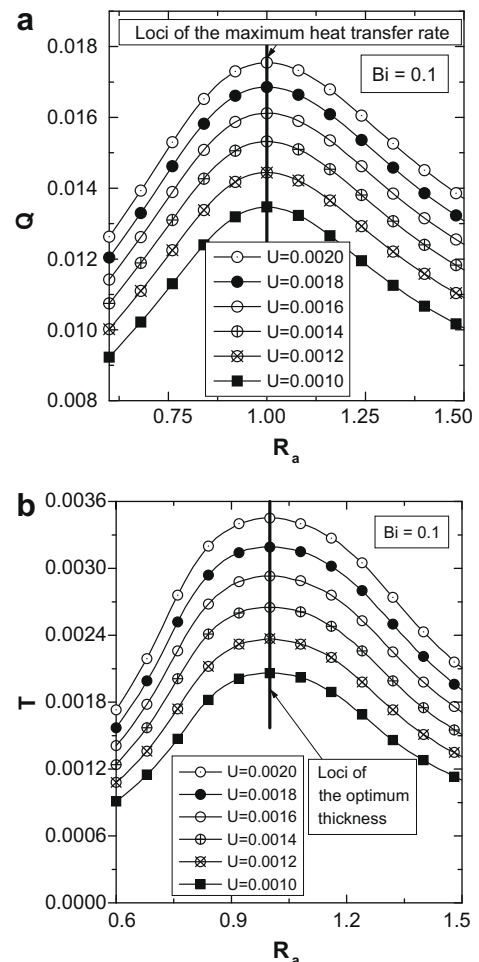 a
0.018
0.016
0.014
0.012
0.010
0.008
Q
Loci of the maximum heat transfer rate
Bi = 0.1
U=0.0020
U=0.0018
U=0.0016
U=0.0014
U=0.0012
U=0.0010
0.75 1.00 1.25 1.50
Ra
b
0.0036
0.0030
0.0024
0.0018
0.0012
0.0006
0.0000
T
Bi = 0.1
U=0.0020
U=0.0018
U=0.0016
U=0.0014
U=0.0012
U=0.0010
Loci of
the optimum
thickness
0.6 0.9 1.2 1.5
Ra